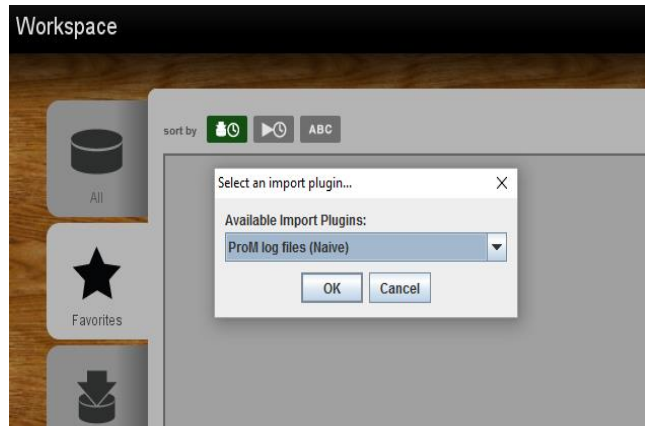 Workspace
sort by
ABC
All
Select an import plugin...
Available Import Plugins:
ProM log files (Naive)
OK Cancel
Favorites